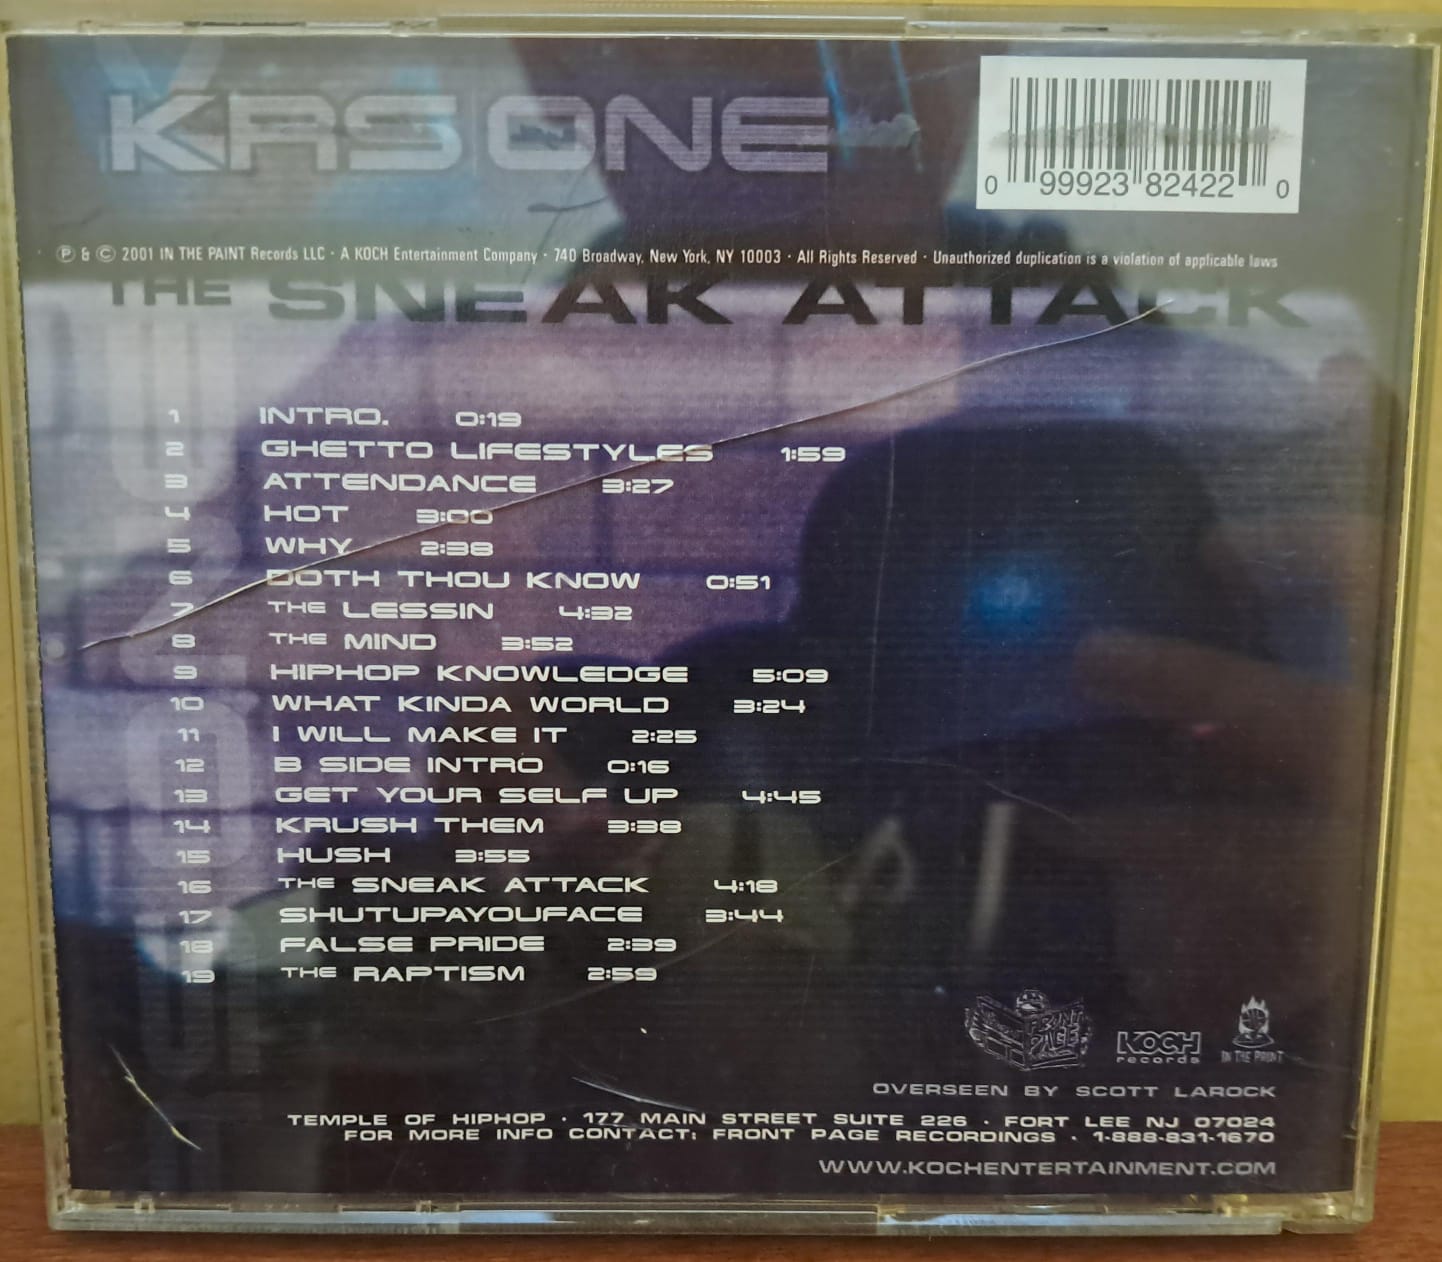 KRS ONE
0 99923 82422 0
℗ & © 2001 IN THE PAINT Records LLC · A KOCH Entertainment Company · 740 Broadway, New York, NY 10003 · All Rights Reserved · Unauthorized duplication is a violation of applicable laws
THE SNEAK ATTACK
1 INTRO. 0:19
2 GHETTO LIFESTYLES 1:59
3 ATTENDANCE 3:27
4 HOT 3:00
5 WHY 2:38
6 DOTH THOU KNOW 0:51
7 THE LESSIN 4:32
8 THE MIND 3:52
9 HIPHOP KNOWLEDGE 5:09
10 WHAT KINDA WORLD 3:24
11 I WILL MAKE IT 2:25
12 B SIDE INTRO 0:16
13 GET YOUR SELF UP 4:45
14 KRUSH THEM 3:38
15 HUSH 3:55
16 THE SNEAK ATTACK 4:18
17 SHUTUPAYOUFACE 3:44
18 FALSE PRIDE 2:39
19 THE RAPTISM 2:59
FRONT PAGE
KOCH records
IN THE PAINT
OVERSEEN BY SCOTT LAROCK
TEMPLE OF HIPHOP · 177 MAIN STREET SUITE 226 · FORT LEE NJ 07024
FOR MORE INFO CONTACT: FRONT PAGE RECORDINGS · 1-888-831-1670
WWW.KOCHENTERTAINMENT.COM